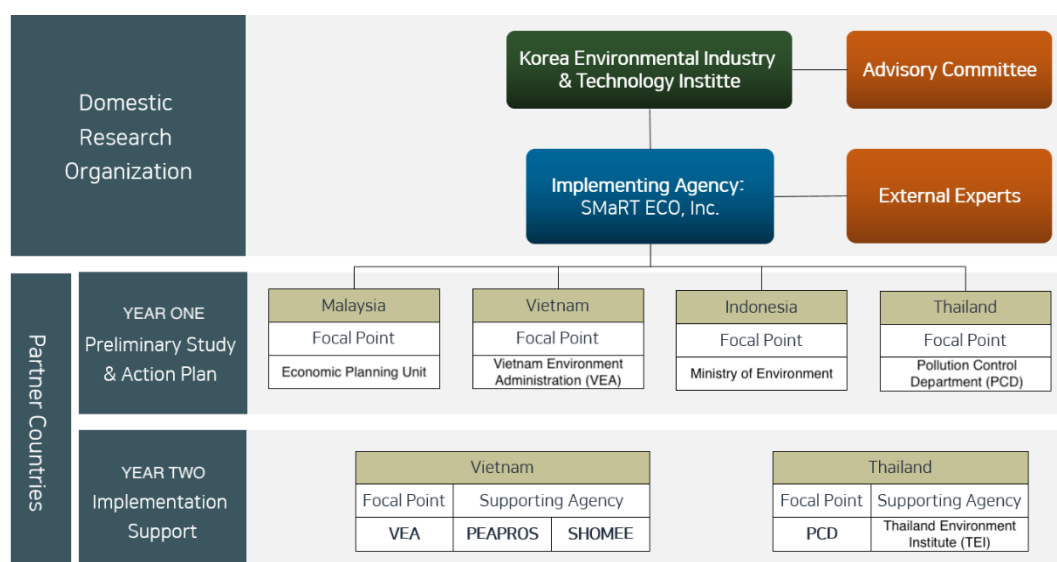 Domestic
Research
Organization
Korea Environmental Industry
& Technology Institte
Advisory Committee
Implementing Agency:
SMaRT ECO, Inc.
External Experts
Partner Countries
YEAR ONE
Preliminary Study
& Action Plan
Malaysia
Focal Point
Economic Planning Unit
Vietnam
Focal Point
Vietnam Environment
Administration (VEA)
Indonesia
Focal Point
Ministry of Environment
Thailand
Focal Point
Pollution Control
Department (PCD)
YEAR TWO
Implementation
Support
Vietnam
Focal Point
Supporting Agency
VEA
PEAPROS
SHOMEE
Thailand
Focal Point
Supporting Agency
PCD
Thailand Environment
Institute (TEI)